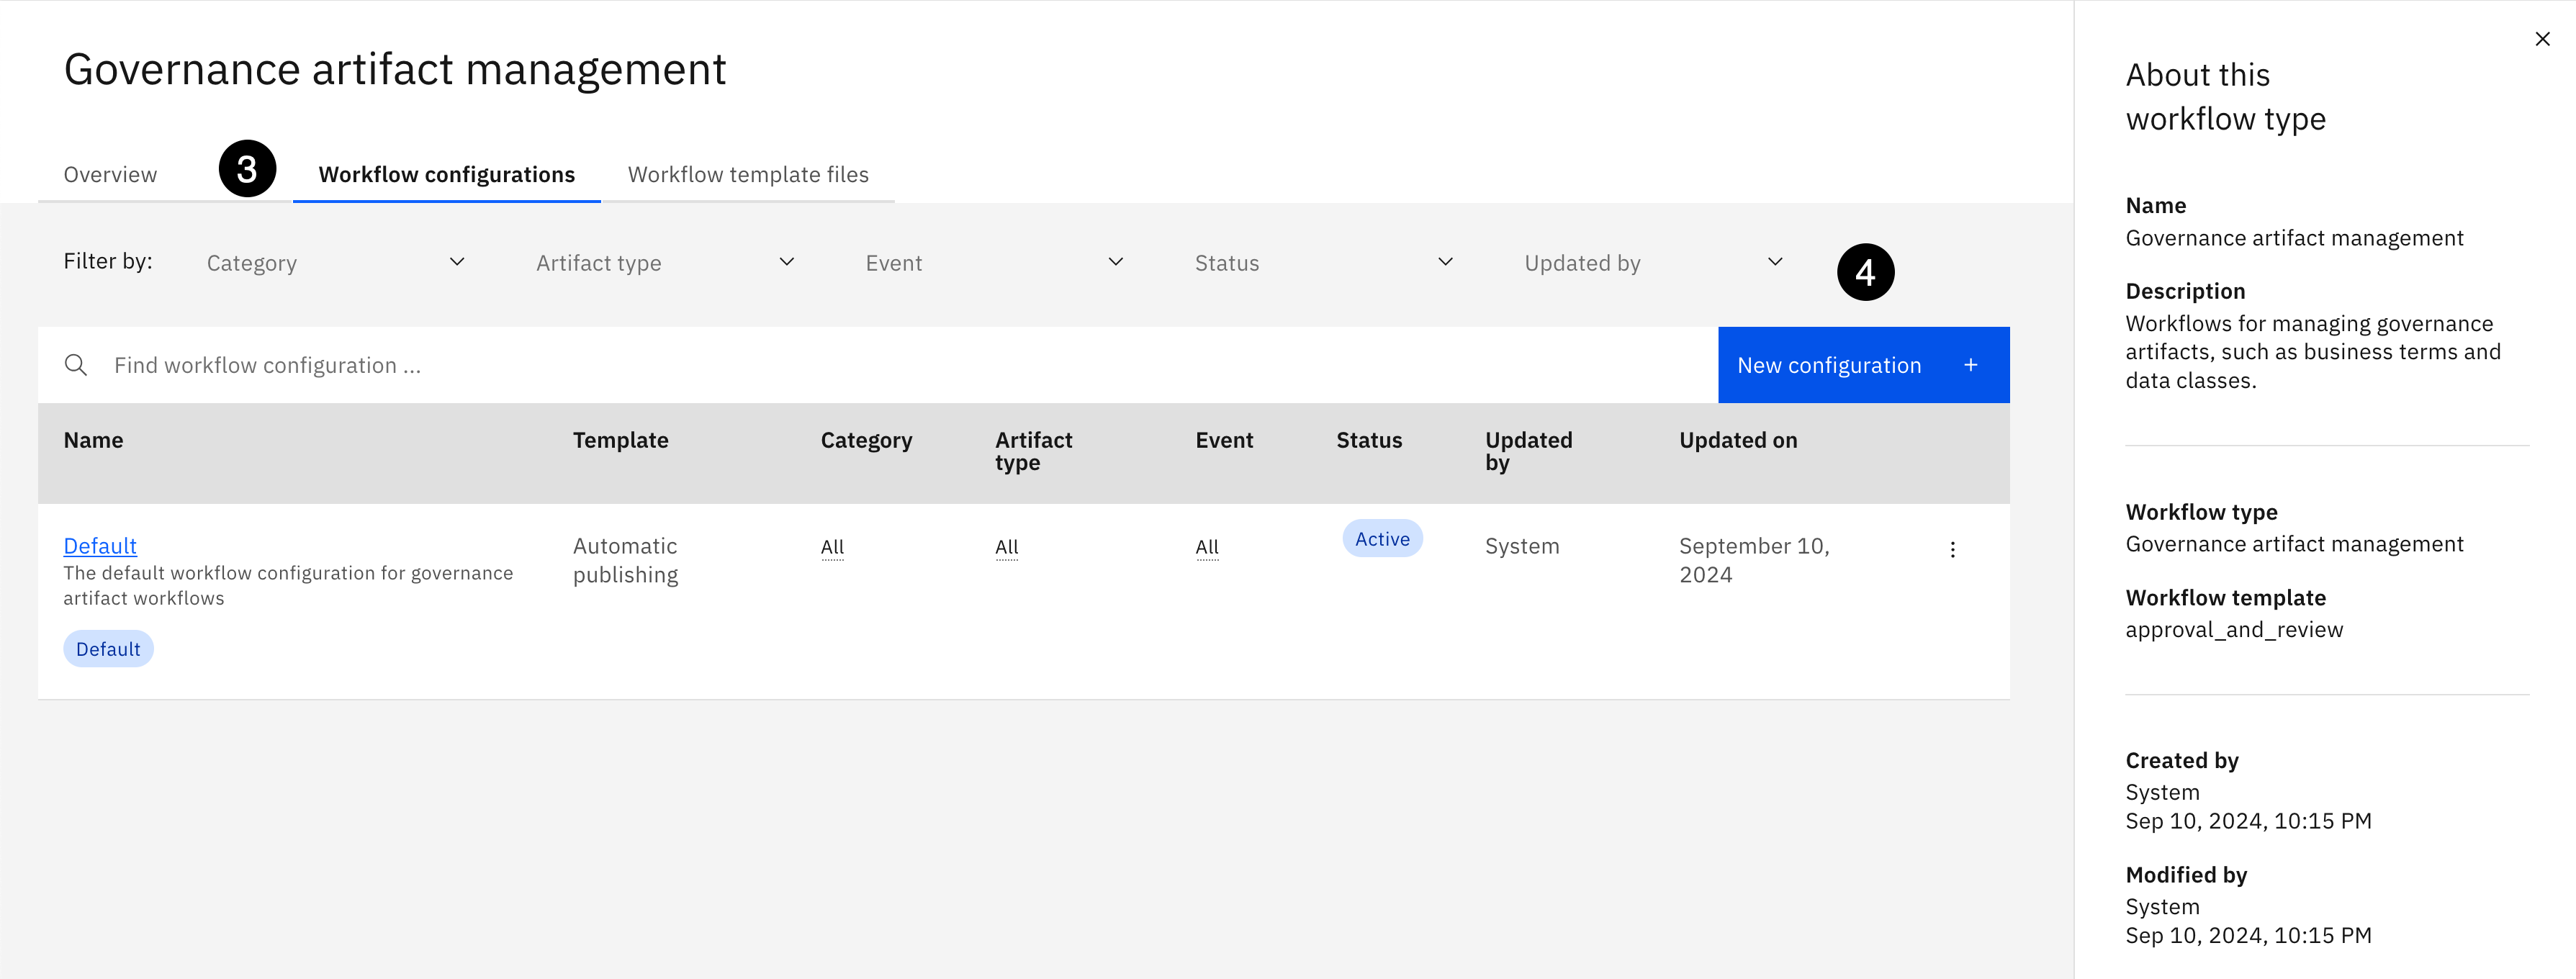 Governance artifact management
Overview
3
Workflow configurations
Workflow template files
Filter by:
Category
Artifact type
Event
Status
Updated by
4
Find workflow configuration ...
New configuration +
Name
Template
Category
Artifact
type
Event
Status
Updated
by
Updated on
Default
The default workflow configuration for governance
artifact workflows
Default
Automatic
publishing
All
All
All
Active
System
September 10,
2024
About this
workflow type
Name
Governance artifact management
Description
Workflows for managing governance
artifacts, such as business terms and
data classes.
Workflow type
Governance artifact management
Workflow template
approval_and_review
Created by
System
Sep 10, 2024, 10:15 PM
Modified by
System
Sep 10, 2024, 10:15 PM